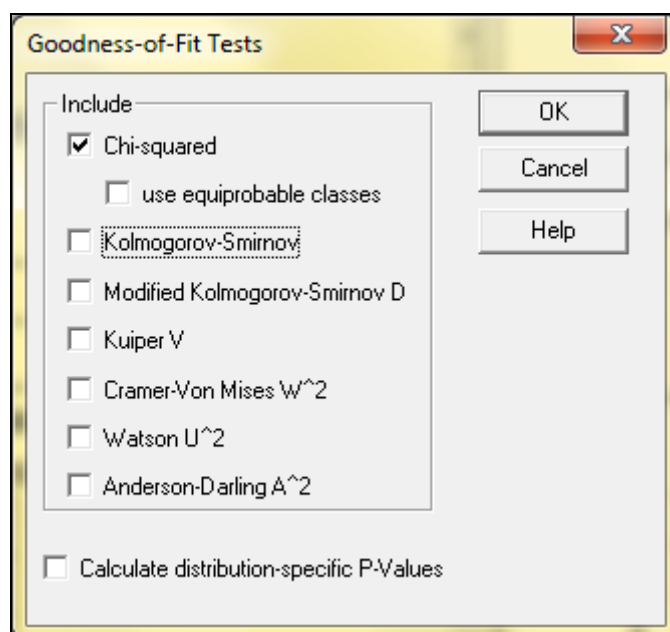 Goodness-of-Fit Tests
Include
Chi-squared
use equiprobable classes
Kolmogorov-Smirnov
Modified Kolmogorov-Smirnov D
Kuiper V
Cramer-Von Mises W^2
Watson U^2
Anderson-Darling A^2
Calculate distribution-specific P-Values
OK
Cancel
Help